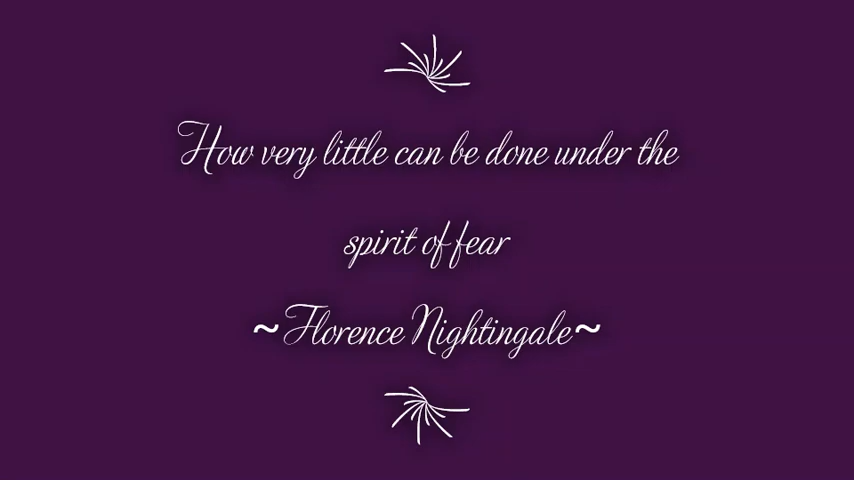 How very little can be done under the
spirit of fear
~Florence Nightingale~